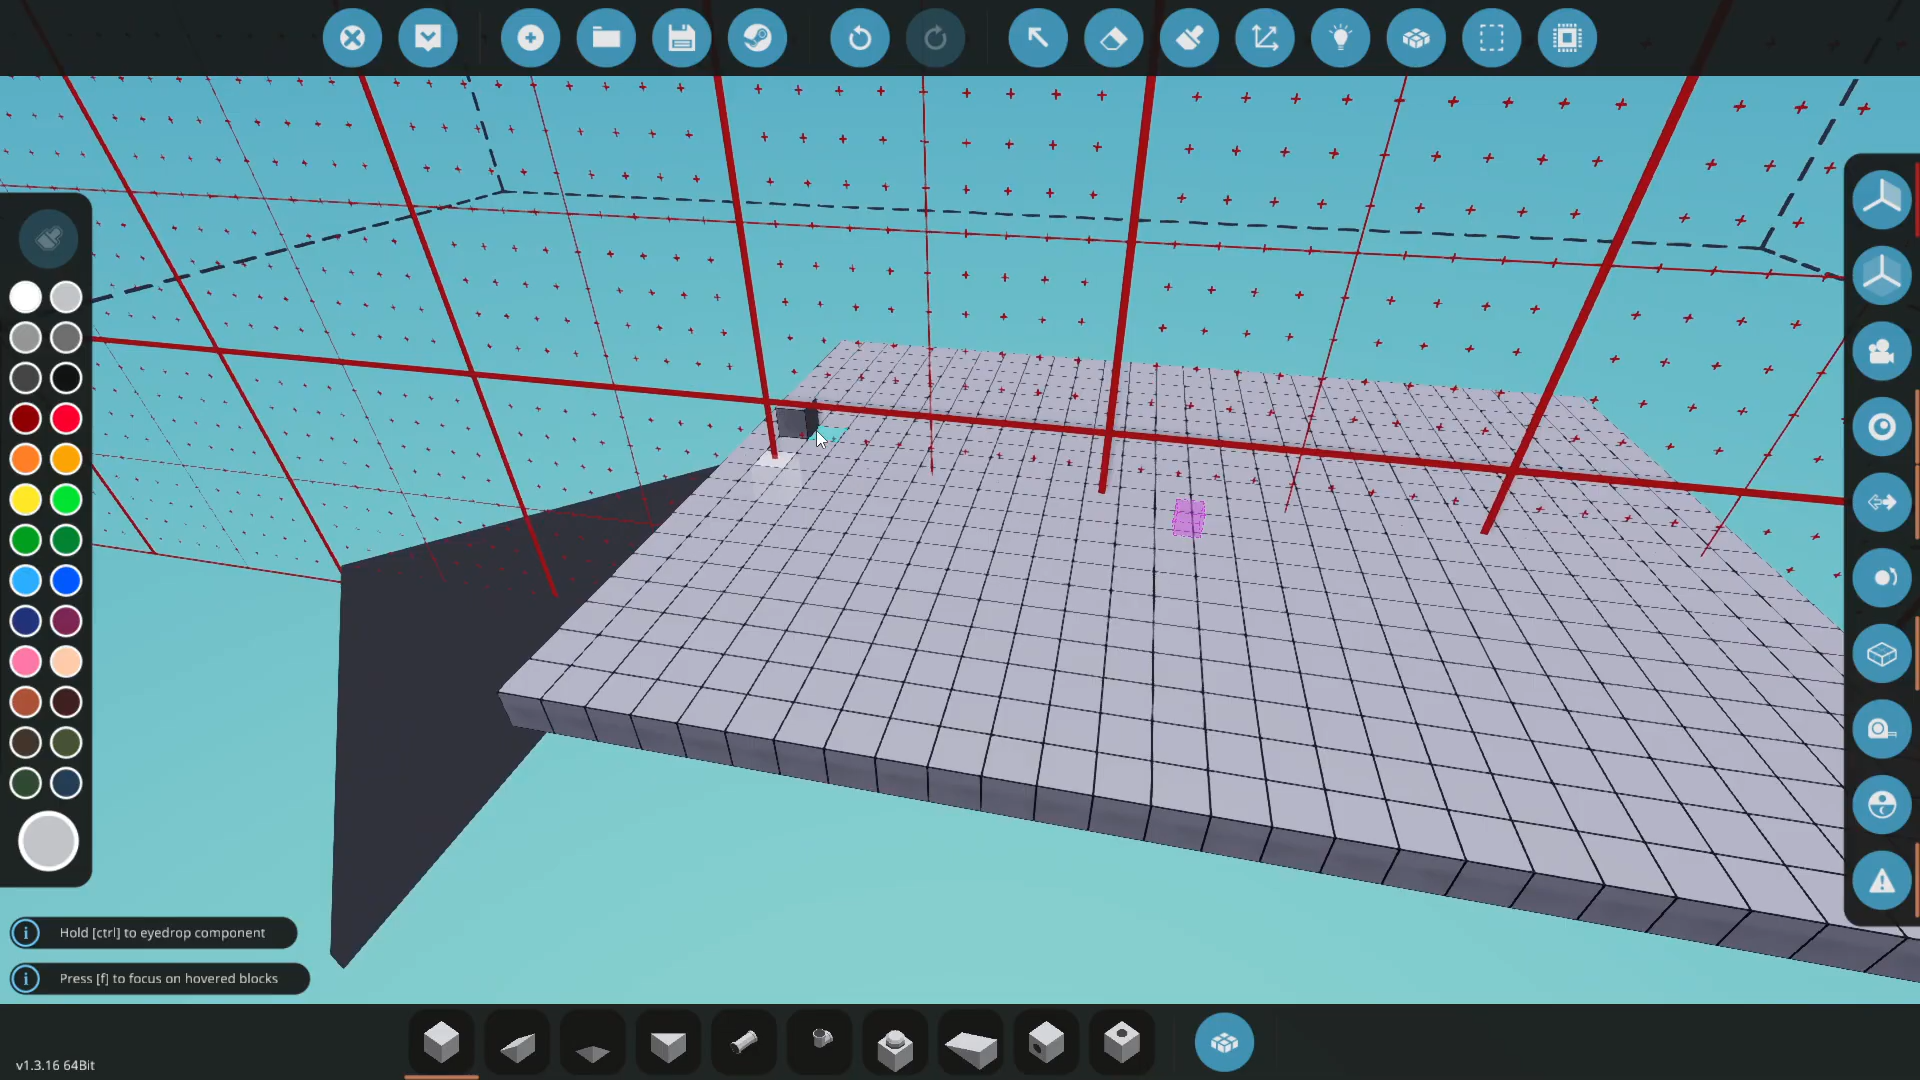 Hold [ctrl] to eyedrop component
Press [f] to focus on hovered blocks
v1.3.16 64Bit